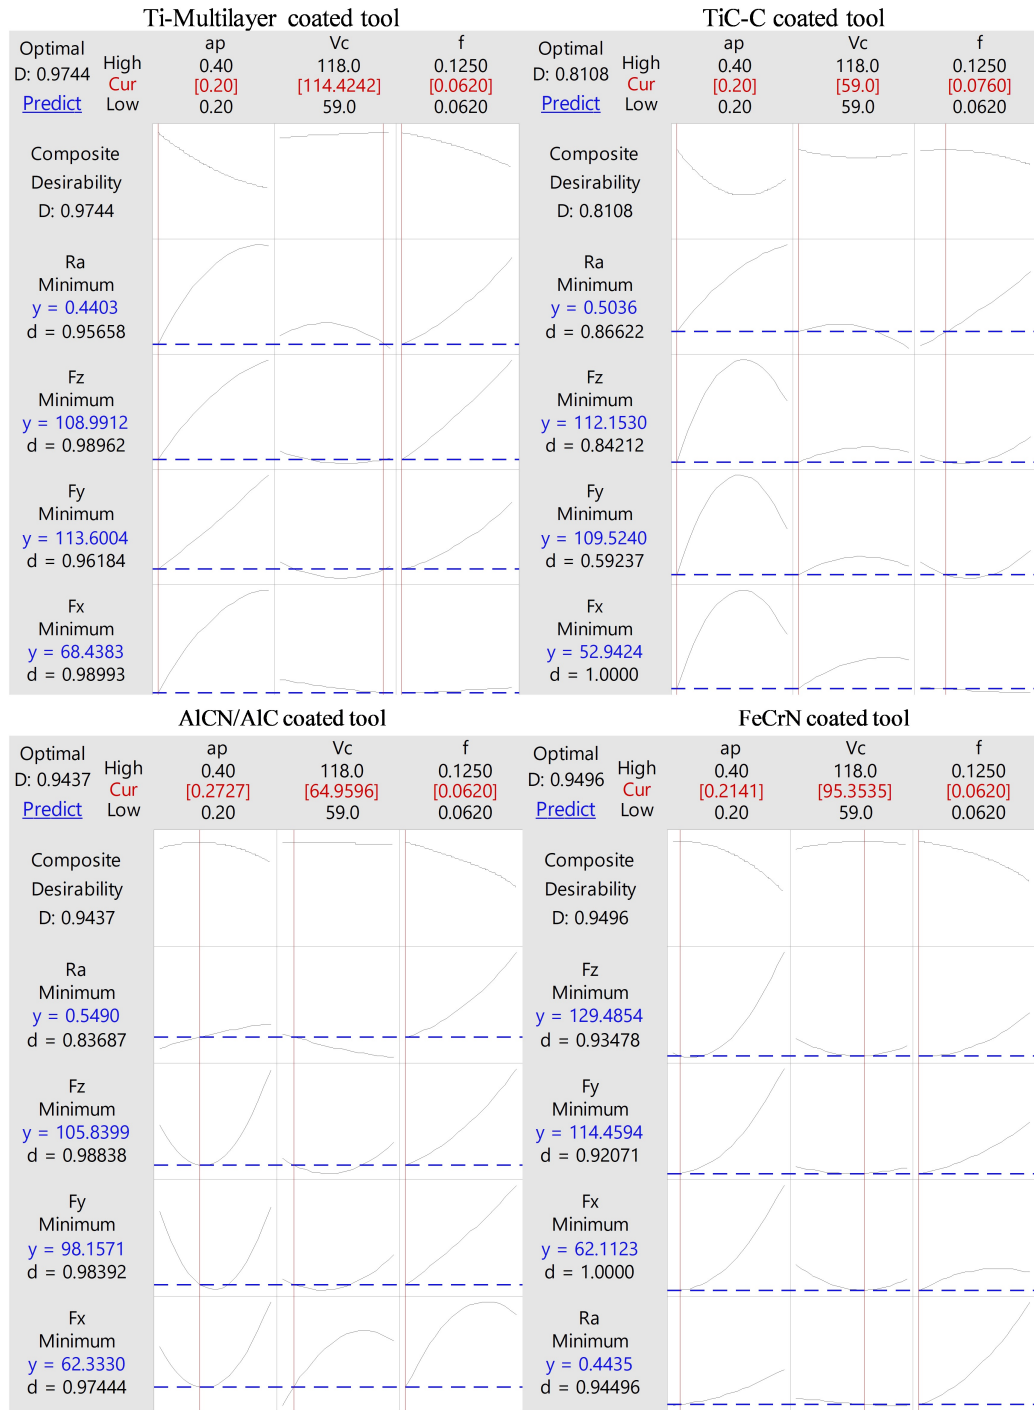 Ti-Multilayer coated tool
Optimal
D: 0.9744
Predict
High
Cur
Low
ap
0.40
[0.20]
0.20
Vc
118.0
[114.4242]
59.0
f
0.1250
[0.0620]
0.0620
Composite
Desirability
D: 0.9744
Ra
Minimum
y = 0.4403
d = 0.95658
Fz
Minimum
y = 108.9912
d = 0.98962
Fy
Minimum
y = 113.6004
d = 0.96184
Fx
Minimum
y = 68.4383
d = 0.98993
TiC-C coated tool
Optimal
D: 0.8108
Predict
High
Cur
Low
ap
0.40
[0.20]
0.20
Vc
118.0
[59.0]
59.0
f
0.1250
[0.0760]
0.0620
Composite
Desirability
D: 0.8108
Ra
Minimum
y = 0.5036
d = 0.86622
Fz
Minimum
y = 112.1530
d = 0.84212
Fy
Minimum
y = 109.5240
d = 0.59237
Fx
Minimum
y = 52.9424
d = 1.0000
AlCN/AlC coated tool
Optimal
D: 0.9437
Predict
High
Cur
Low
ap
0.40
[0.2727]
0.20
Vc
118.0
[64.9596]
59.0
f
0.1250
[0.0620]
0.0620
Composite
Desirability
D: 0.9437
Ra
Minimum
y = 0.5490
d = 0.83687
Fz
Minimum
y = 105.8399
d = 0.98838
Fy
Minimum
y = 98.1571
d = 0.98392
Fx
Minimum
y = 62.3330
d = 0.97444
FeCrN coated tool
Optimal
D: 0.9496
Predict
High
Cur
Low
ap
0.40
[0.2141]
0.20
Vc
118.0
[95.3535]
59.0
f
0.1250
[0.0620]
0.0620
Composite
Desirability
D: 0.9496
Fz
Minimum
y = 129.4854
d = 0.93478
Fy
Minimum
y = 114.4594
d = 0.92071
Fx
Minimum
y = 62.1123
d = 1.0000
Ra
Minimum
y = 0.4435
d = 0.94496